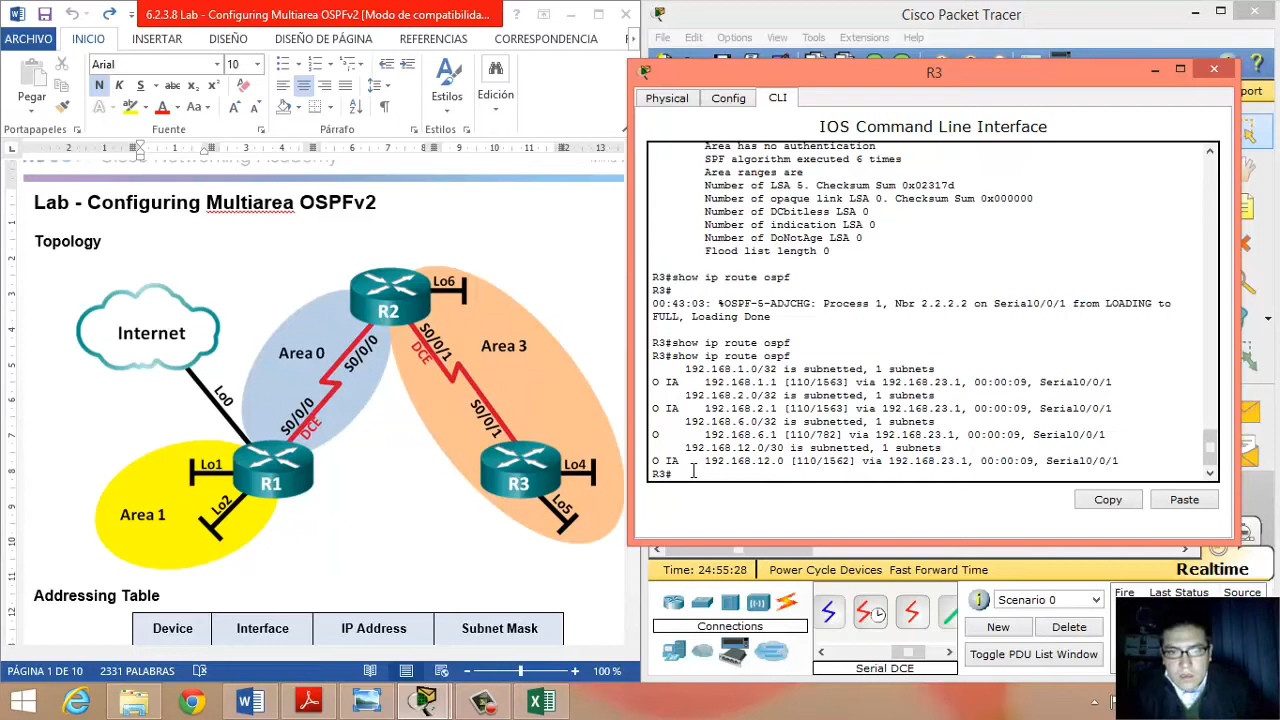 6.2.3.8 Lab - Configuring Multiarea OSPFv2 [Modo de compatibilida...
ARCHIVO INICIO INSERTAR DISEÑO DISEÑO DE PÁGINA REFERENCIAS CORRESPONDENCIA
Arial 10
Pegar
N K S abc x₂ x²
Aa
A A
Estilos Edición
Portapapeles Fuente Párrafo Estilos
Lab - Configuring Multiarea OSPFv2
Topology
Internet
Lo0
Area 0
S0/0/0
S0/0/0
DCE
R2
Lo6
S0/0/1
DCE
Area 3
S0/0/1
Lo1
R1
Lo2
Area 1
R3
Lo4
Lo5
Addressing Table
Device Interface IP Address Subnet Mask
PÁGINA 1 DE 10 2331 PALABRAS 100 %
Cisco Packet Tracer
File Edit Options View Tools Extensions Help
R3
Physical Config CLI
IOS Command Line Interface
Area has no authentication
SPF algorithm executed 6 times
Area ranges are
Number of LSA 5. Checksum Sum 0x02317d
Number of opaque link LSA 0. Checksum Sum 0x000000
Number of DCbitless LSA 0
Number of indication LSA 0
Number of DoNotAge LSA 0
Flood list length 0
R3#show ip route ospf
R3#
00:43:03: %OSPF-5-ADJCHG: Process 1, Nbr 2.2.2.2 on Serial0/0/1 from LOADING to
FULL, Loading Done
R3#show ip route ospf
R3#show ip route ospf
192.168.1.0/32 is subnetted, 1 subnets
O IA 192.168.1.1 [110/1563] via 192.168.23.1, 00:00:09, Serial0/0/1
192.168.2.0/32 is subnetted, 1 subnets
O IA 192.168.2.1 [110/1563] via 192.168.23.1, 00:00:09, Serial0/0/1
192.168.6.0/32 is subnetted, 1 subnets
O 192.168.6.1 [110/782] via 192.168.23.1, 00:00:09, Serial0/0/1
192.168.12.0/30 is subnetted, 1 subnets
O IA 192.168.12.0 [110/1562] via 192.168.23.1, 00:00:09, Serial0/0/1
R3#
Copy Paste
Time: 24:55:28 Power Cycle Devices Fast Forward Time Realtime
Connections
Serial DCE
Scenario 0
New Delete
Toggle PDU List Window
Fire Last Status Source